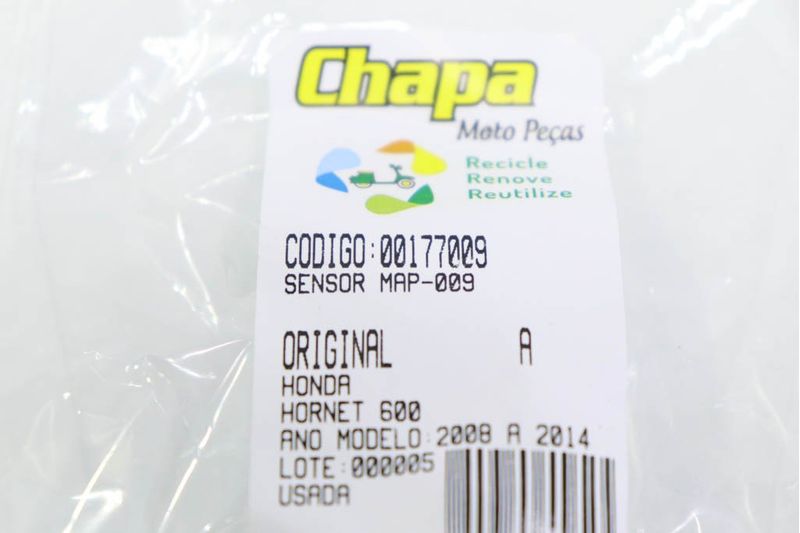 Chapa
Moto Peças
Recicle
Renove
Reutilize
CODIGO:00177009
SENSOR MAP-009
ORIGINAL A
HONDA
HORNET 600
ANO MODELO:2008 A 2014
LOTE:000005
USADA